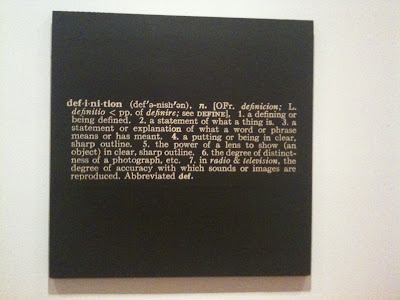 def·i·ni·tion (def′ə-nish′ən), n. [OFr. definicion; L.
definitio < pp. of definire; see DEFINE], 1. a defining or
being defined. 2. a statement of what a thing is. 3. a
statement or explanation of what a word or phrase
means or has meant. 4. a putting or being in clear,
sharp outline. 5. the power of a lens to show (an
object) in clear, sharp outline. 6. the degree of distinct-
ness of a photograph, etc. 7. in radio & television, the
degree of accuracy with which sounds or images are
reproduced. Abbreviated def.